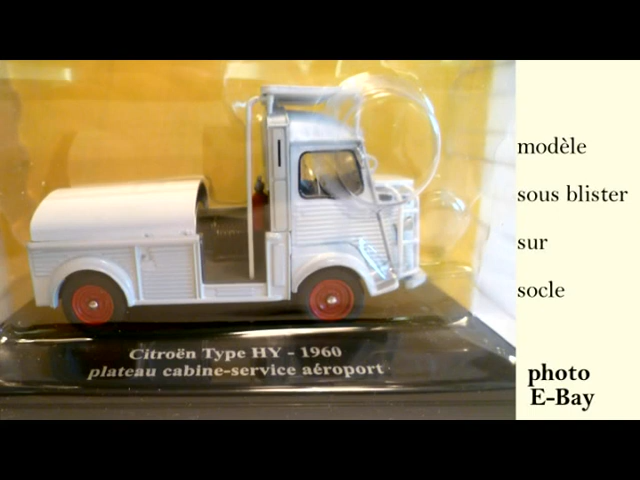 Citroën Type HY - 1960
plateau cabine-service aéroport
modèle
sous blister
sur
socle
photo
E-Bay